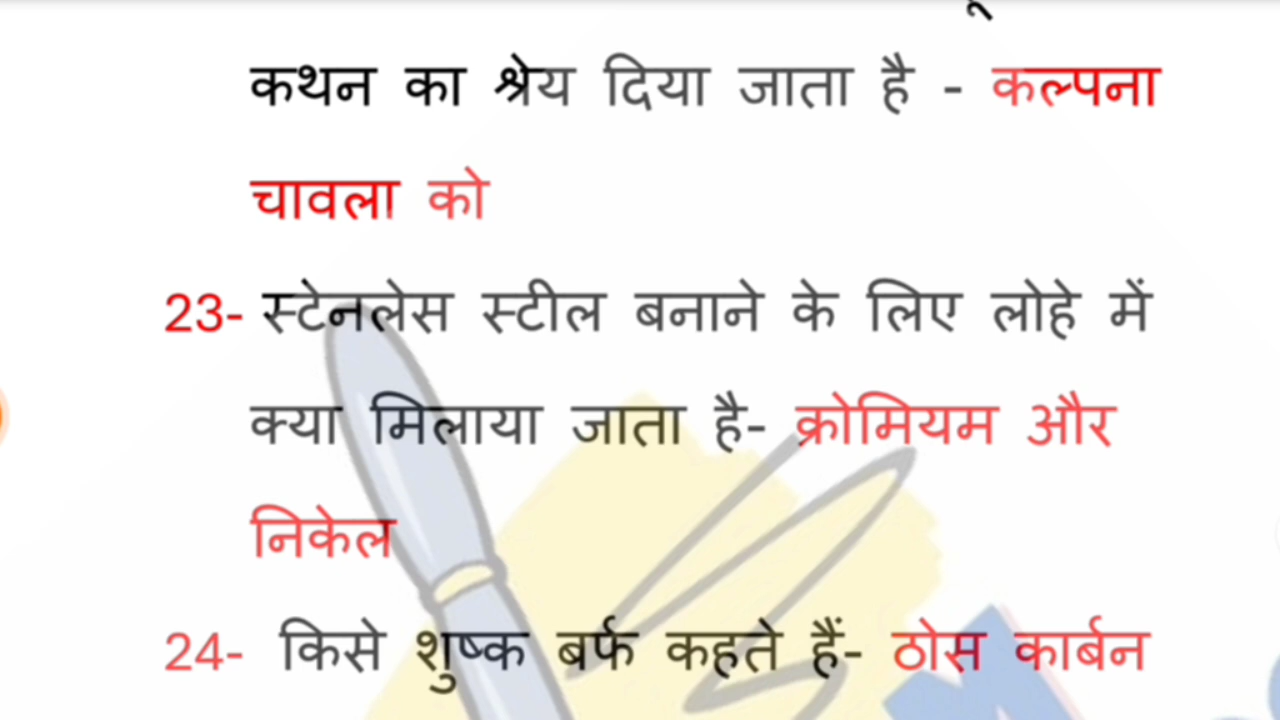 कथन का श्रेय दिया जाता है - कल्पना
चावला को
23- स्टेनलेस स्टील बनाने के लिए लोहे में
क्या मिलाया जाता है- क्रोमियम और
निकेल
24- किसे शुष्क बर्फ कहते हैं- ठोस कार्बन